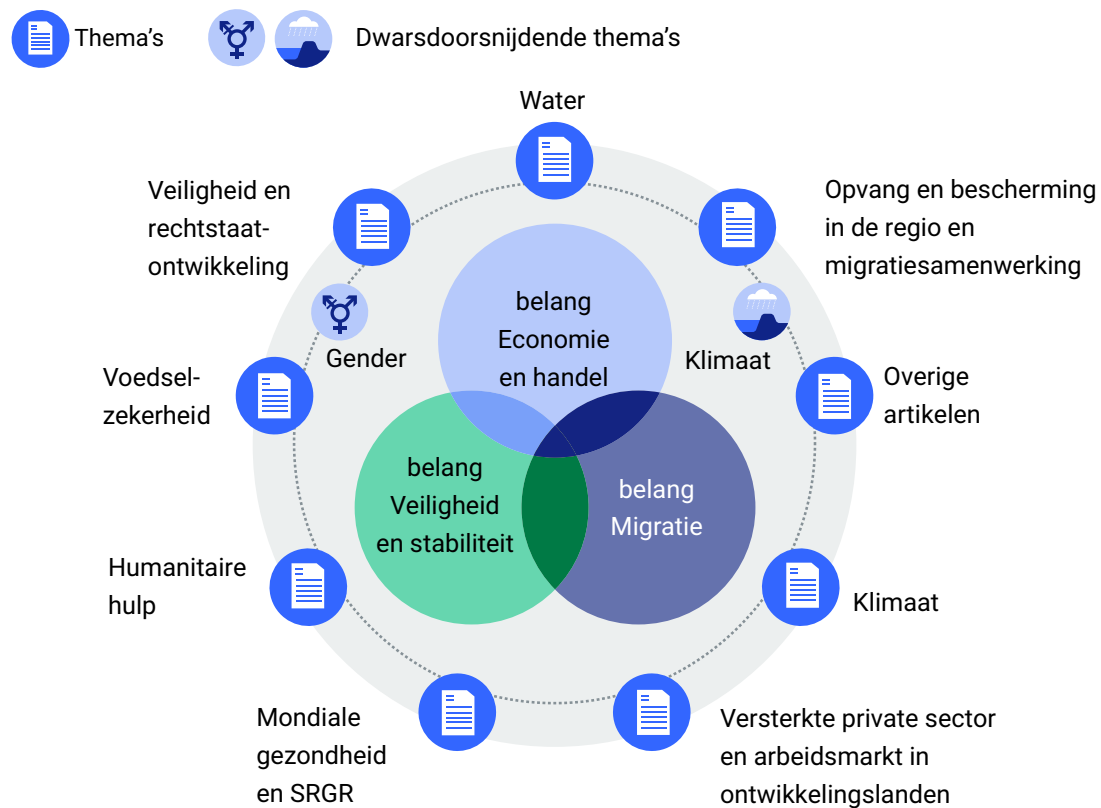 Thema's
Dwarsdoorsnijdende thema's
Water
Veiligheid en
rechtstaat-
ontwikkeling
Opvang en bescherming
in de regio en
migratiesamenwerking
belang
Economie
en handel
Gender
Klimaat
Voedsel-
zekerheid
Overige
artikelen
belang
Veiligheid
en stabiliteit
belang
Migratie
Humanitaire
hulp
Klimaat
Mondiale
gezondheid
en SRGR
Versterkte private sector
en arbeidsmarkt in
ontwikkelingslanden